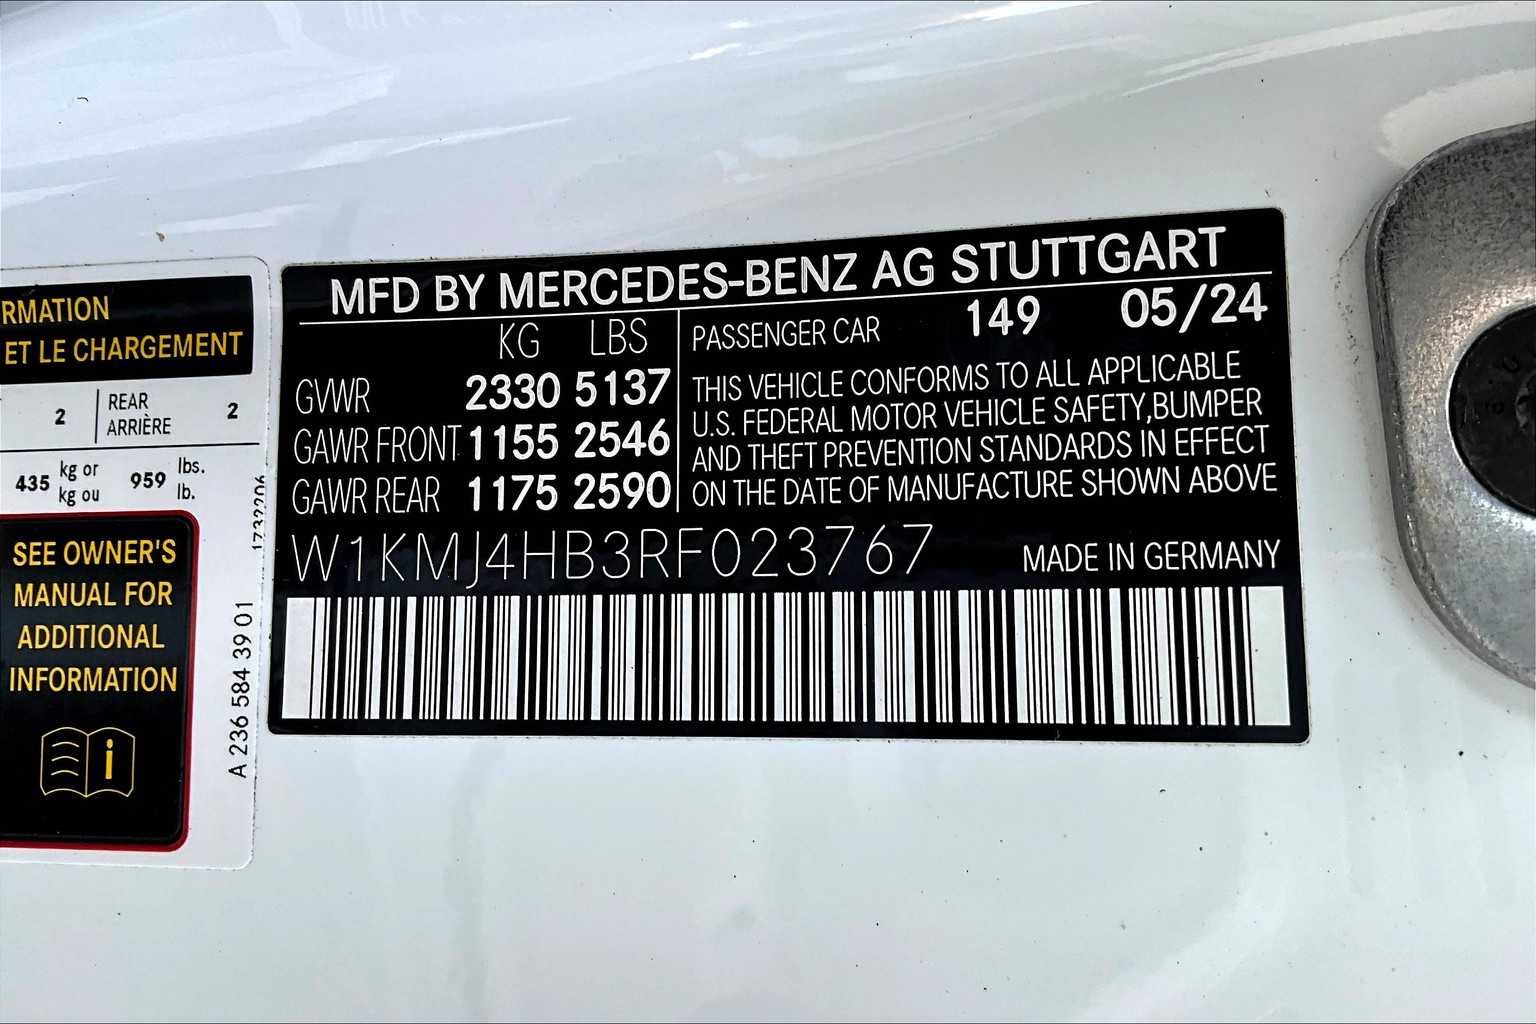 RMATION
ET LE CHARGEMENT
2 REAR ARRIÈRE 2
435 kg or kg ou 959 lbs. lb.
SEE OWNER'S
MANUAL FOR
ADDITIONAL
INFORMATION
i
A 236 584 39 01
MFD BY MERCEDES-BENZ AG STUTTGART
KG LBS
GVWR 2330 5137
GAWR FRONT 1155 2546
GAWR REAR 1175 2590
PASSENGER CAR 149 05/24
THIS VEHICLE CONFORMS TO ALL APPLICABLE
U.S. FEDERAL MOTOR VEHICLE SAFETY,BUMPER
AND THEFT PREVENTION STANDARDS IN EFFECT
ON THE DATE OF MANUFACTURE SHOWN ABOVE
W1KMJ4HB3RF023767
MADE IN GERMANY